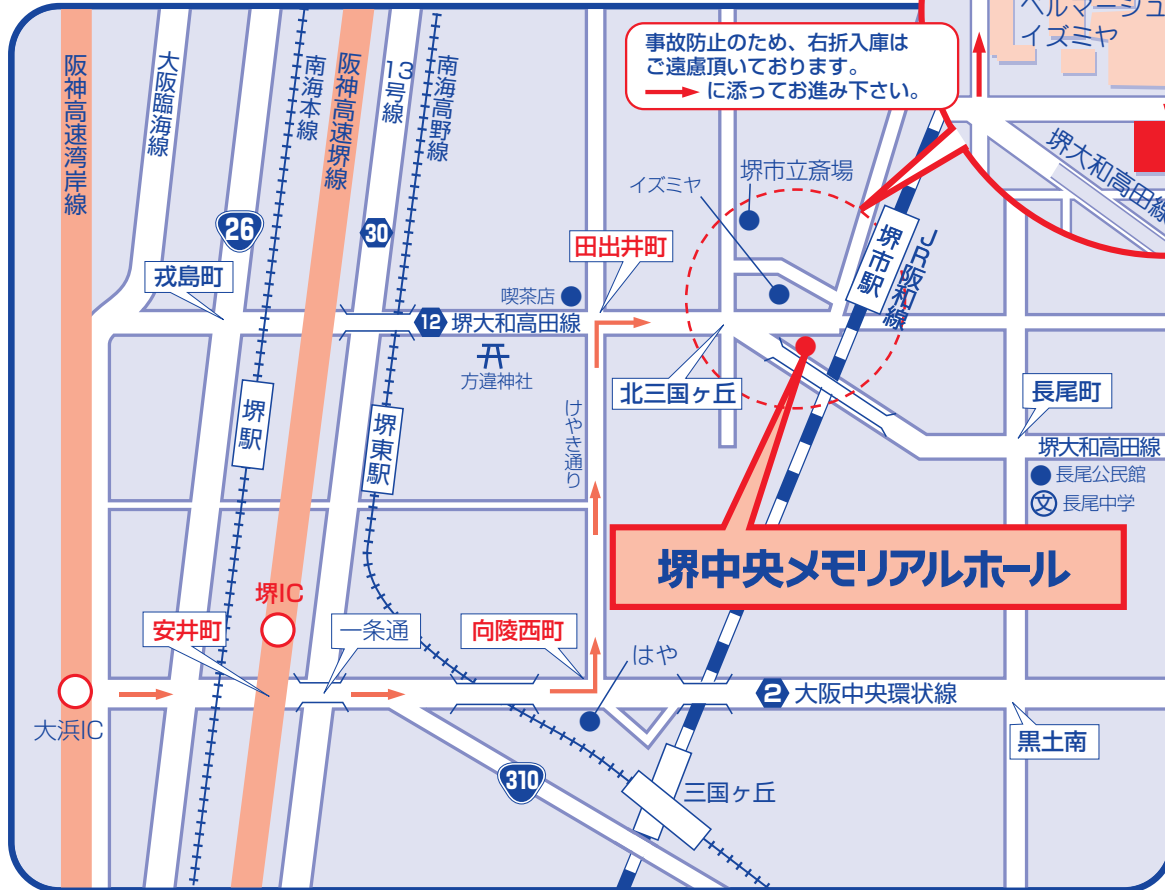 ベルマージュ
イズミヤ
事故防止のため、右折入庫は
ご遠慮頂いております。
に添ってお進み下さい。
堺大和高田線
阪神高速湾岸線
大阪臨海線
南海本線
阪神高速堺線
13号線
南海高野線
26
30
戎島町
イズミヤ
堺市立斎場
田出井町
喫茶店
12
堺大和高田線
方違神社
堺市駅
JR阪和線
北三国ヶ丘
長尾町
堺大和高田線
長尾公民館
文
長尾中学
堺駅
堺東駅
けやき通り
堺中央メモリアルホール
堺IC
安井町
一条通
向陵西町
はや
大浜IC
2
大阪中央環状線
黒土南
310
三国ヶ丘